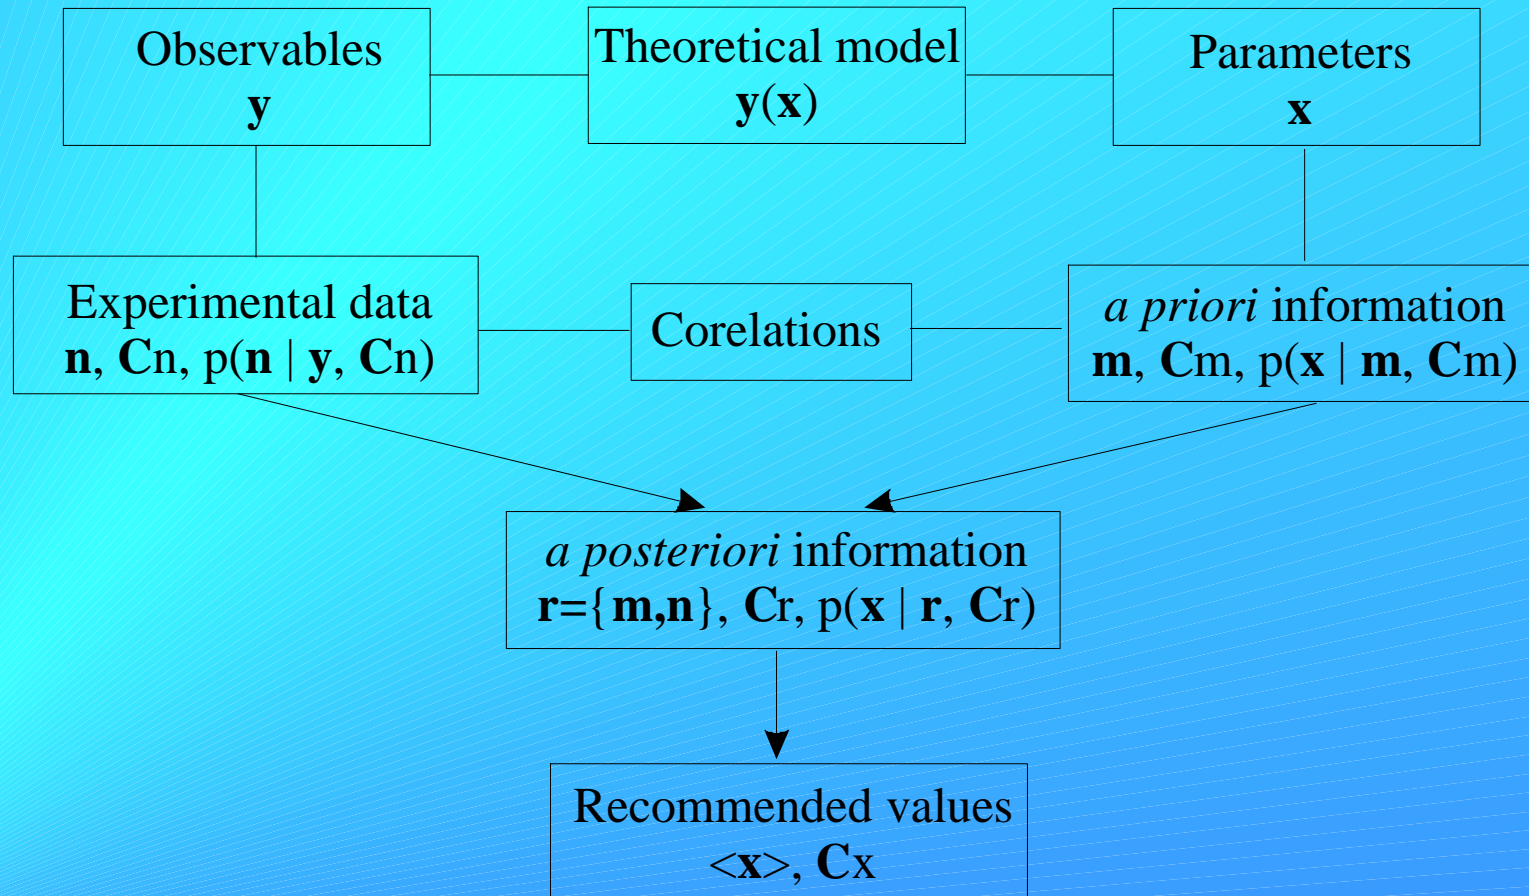 Observables
y
Theoretical model
y(x)
Parameters
x
Experimental data
n, Cn, p(n | y, Cn)
Corelations
a priori information
m, Cm, p(x | m, Cm)
a posteriori information
r={m,n}, Cr, p(x | r, Cr)
Recommended values
<x>, Cx